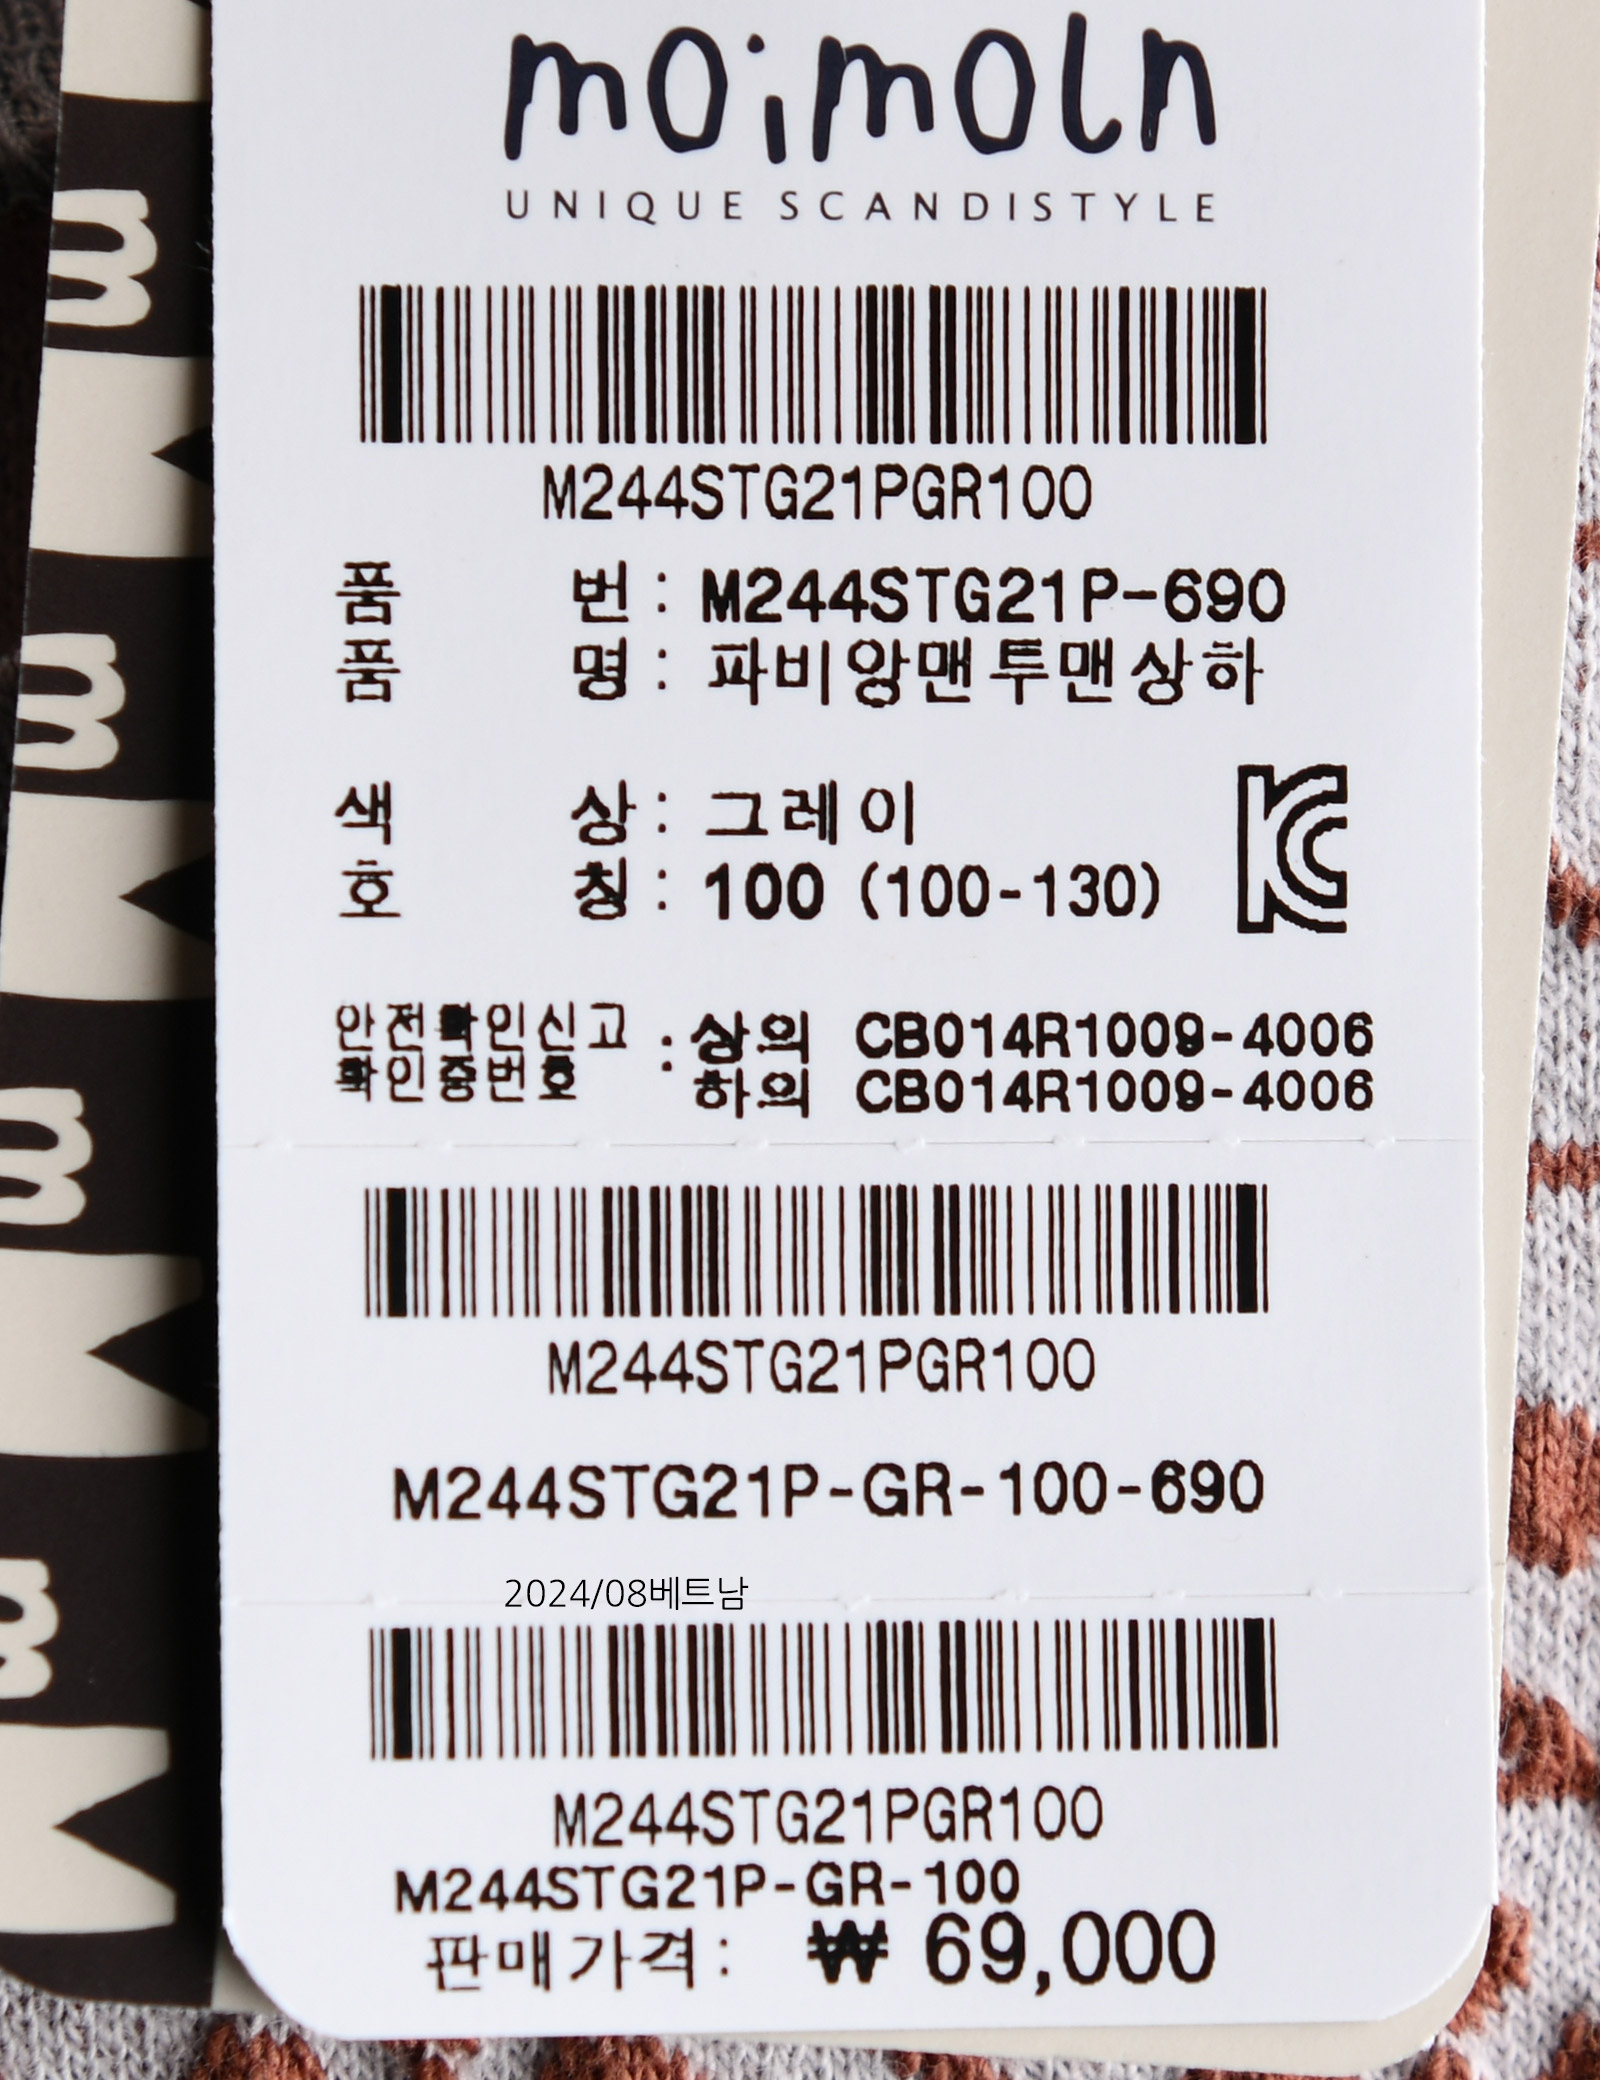 moimoln
UNIQUE SCANDISTYLE
M244STG21PGR100
품 번 : M244STG21P-690
품 명 : 파비앙맨투맨상하
색 상 : 그레이
호 칭 : 100 (100-130)
KC
안전확인신고 : 상의 CB014R1009-4006
확인증번호 하의 CB014R1009-4006
M244STG21PGR100
M244STG21P-GR-100-690
2024/08베트남
M244STG21PGR100
M244STG21P-GR-100
판매가격: ₩ 69,000